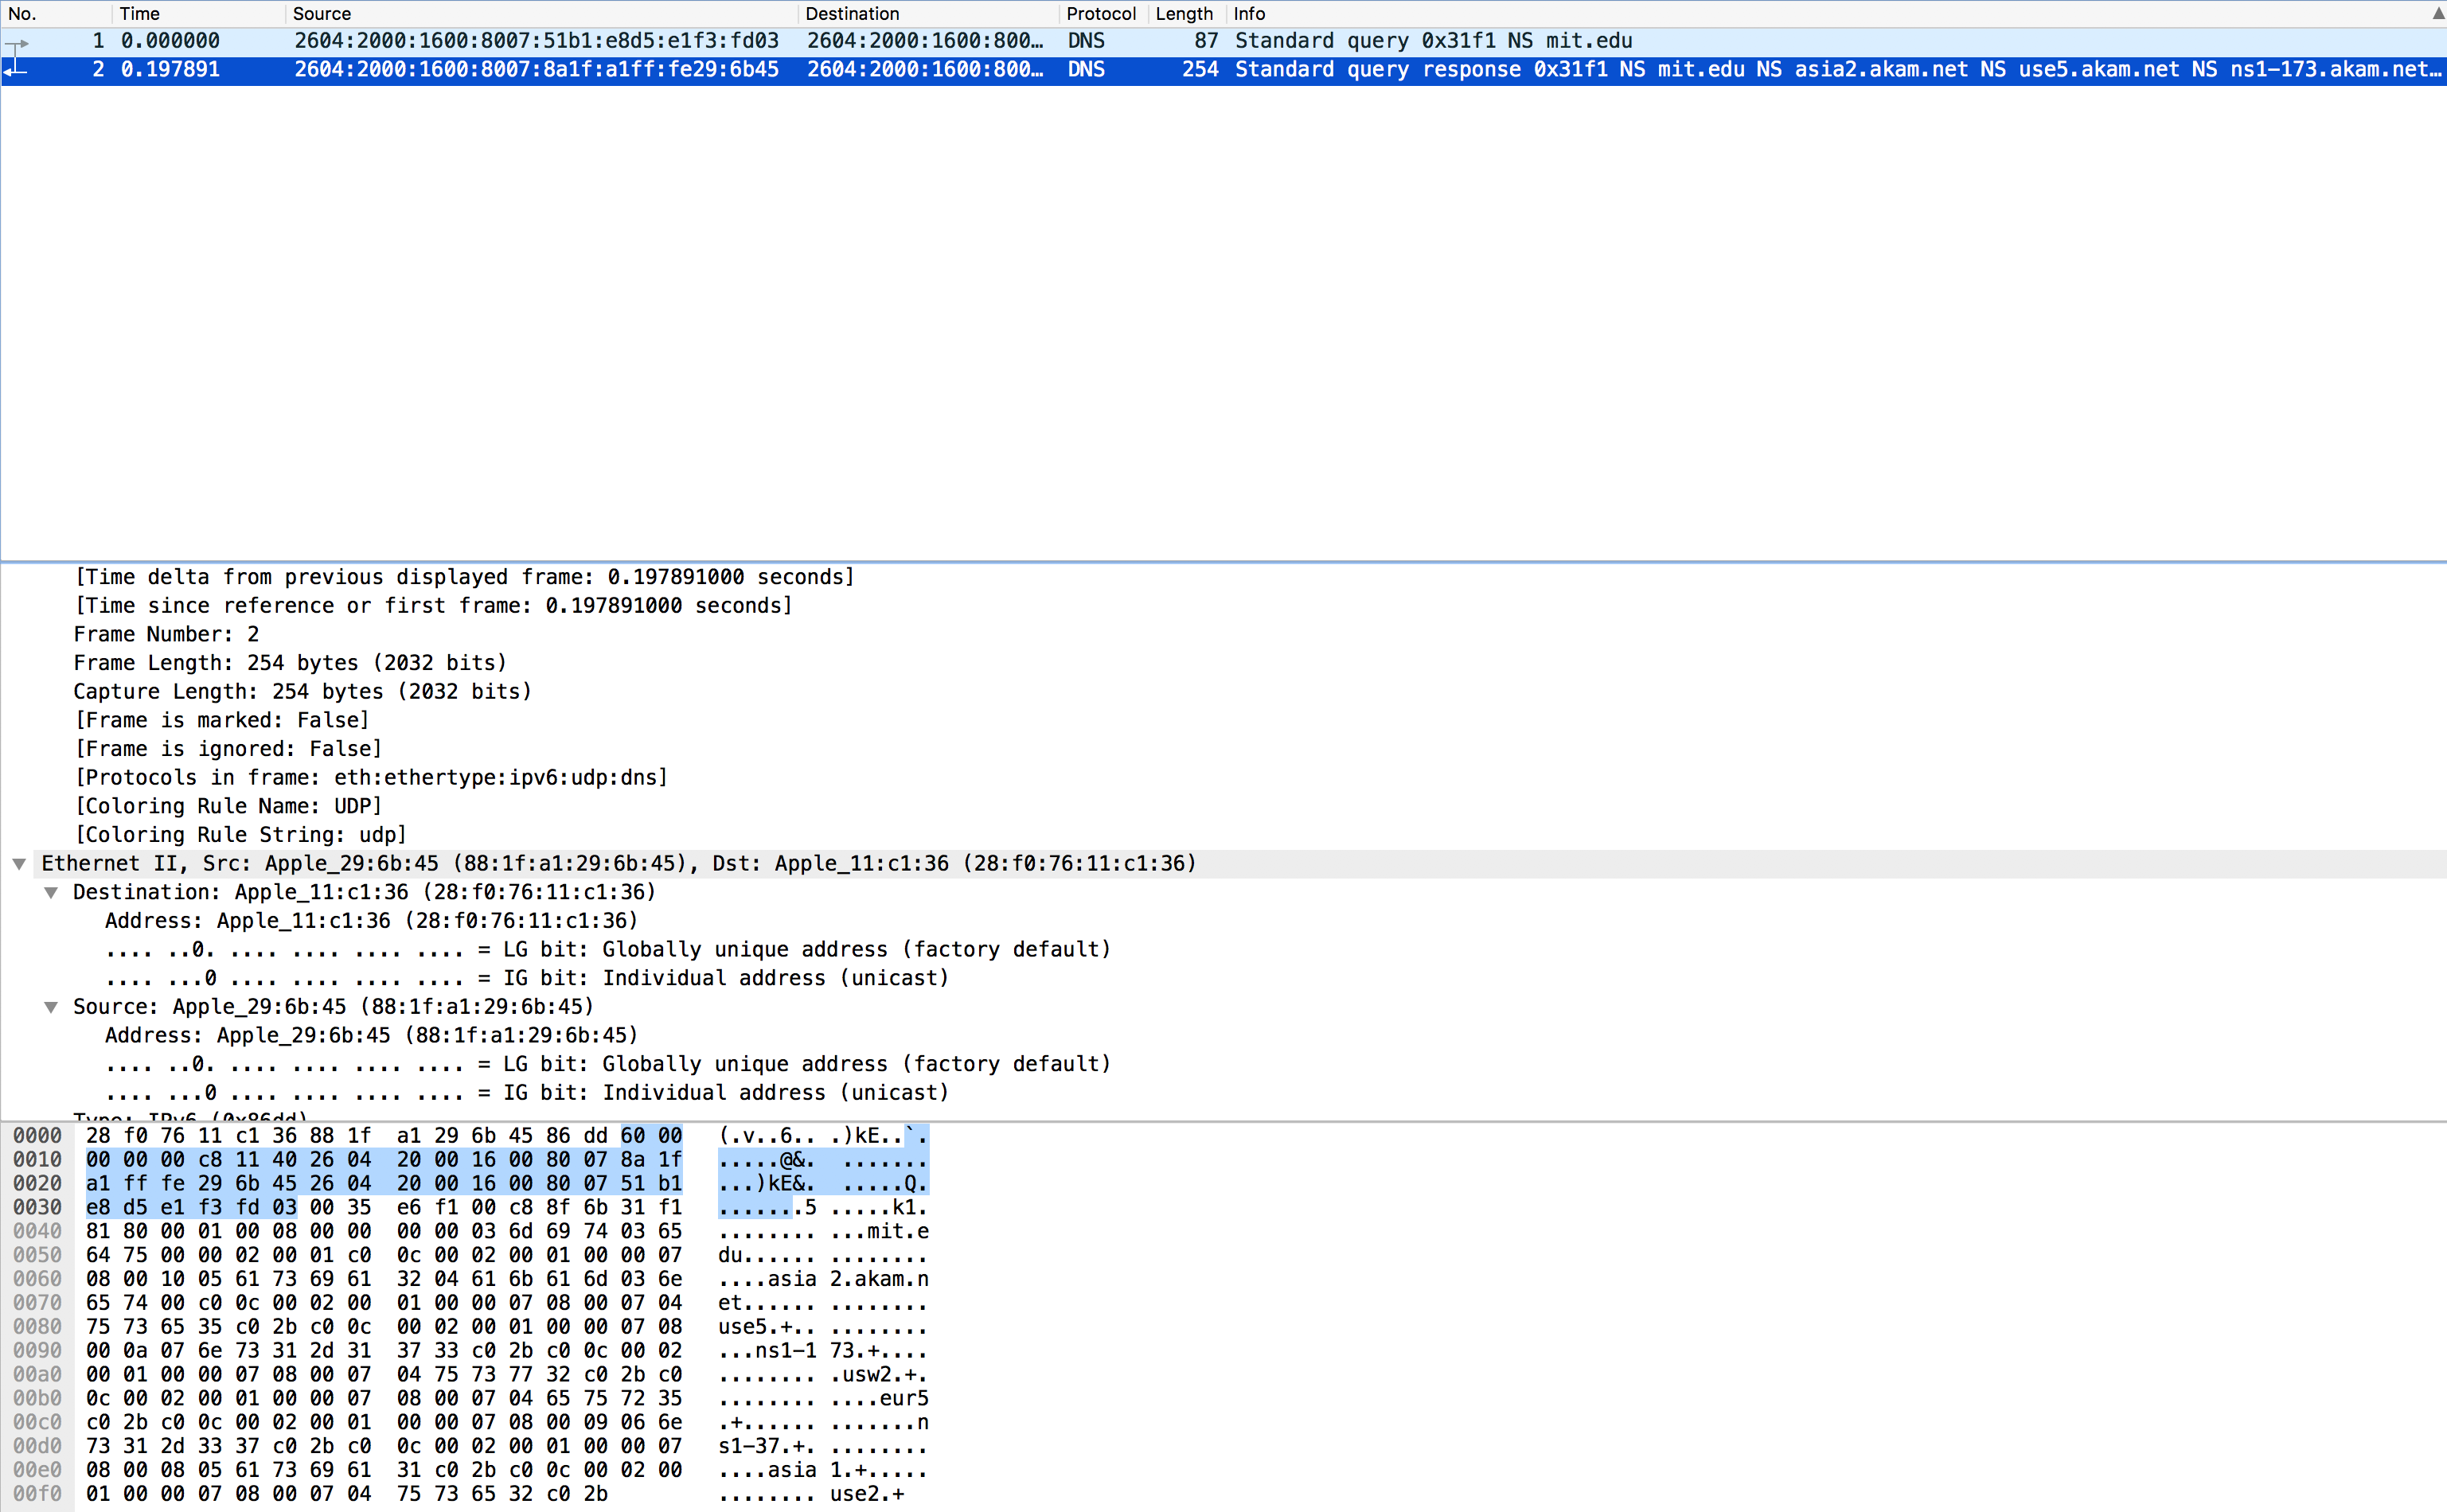 No. Time Source Destination Protocol Length Info
1 0.000000 2604:2000:1600:8007:51b1:e8d5:e1f3:fd03 2604:2000:1600:800… DNS 87 Standard query 0x31f1 NS mit.edu
2 0.197891 2604:2000:1600:8007:8a1f:a1ff:fe29:6b45 2604:2000:1600:800… DNS 254 Standard query response 0x31f1 NS mit.edu NS asia2.akam.net NS use5.akam.net NS ns1-173.akam.net…
[Time delta from previous displayed frame: 0.197891000 seconds]
[Time since reference or first frame: 0.197891000 seconds]
Frame Number: 2
Frame Length: 254 bytes (2032 bits)
Capture Length: 254 bytes (2032 bits)
[Frame is marked: False]
[Frame is ignored: False]
[Protocols in frame: eth:ethertype:ipv6:udp:dns]
[Coloring Rule Name: UDP]
[Coloring Rule String: udp]
Ethernet II, Src: Apple_29:6b:45 (88:1f:a1:29:6b:45), Dst: Apple_11:c1:36 (28:f0:76:11:c1:36)
Destination: Apple_11:c1:36 (28:f0:76:11:c1:36)
Address: Apple_11:c1:36 (28:f0:76:11:c1:36)
.... ..0. .... .... .... .... = LG bit: Globally unique address (factory default)
.... ...0 .... .... .... .... = IG bit: Individual address (unicast)
Source: Apple_29:6b:45 (88:1f:a1:29:6b:45)
Address: Apple_29:6b:45 (88:1f:a1:29:6b:45)
.... ..0. .... .... .... .... = LG bit: Globally unique address (factory default)
.... ...0 .... .... .... .... = IG bit: Individual address (unicast)
Type: IPv6 (0x86dd)
0000 28 f0 76 11 c1 36 88 1f a1 29 6b 45 86 dd 60 00 (.v..6.. .)kE..`.
0010 00 00 00 c8 11 40 26 04 20 00 16 00 80 07 8a 1f .....@&. .......
0020 a1 ff fe 29 6b 45 26 04 20 00 16 00 80 07 51 b1 ...)kE&. .....Q.
0030 e8 d5 e1 f3 fd 03 00 35 e6 f1 00 c8 8f 6b 31 f1 .......5 .....k1.
0040 81 80 00 01 00 08 00 00 00 00 03 6d 69 74 03 65 ........ ...mit.e
0050 64 75 00 00 02 00 01 c0 0c 00 02 00 01 00 00 07 du...... ........
0060 08 00 10 05 61 73 69 61 32 04 61 6b 61 6d 03 6e ....asia 2.akam.n
0070 65 74 00 c0 0c 00 02 00 01 00 00 07 08 00 07 04 et...... ........
0080 75 73 65 35 c0 2b c0 0c 00 02 00 01 00 00 07 08 use5.+.. ........
0090 00 0a 07 6e 73 31 2d 31 37 33 c0 2b c0 0c 00 02 ...ns1-1 73.+....
00a0 00 01 00 00 07 08 00 07 04 75 73 77 32 c0 2b c0 ........ .usw2.+.
00b0 0c 00 02 00 01 00 00 07 08 00 07 04 65 75 72 35 ........ ....eur5
00c0 c0 2b c0 0c 00 02 00 01 00 00 07 08 00 09 06 6e .+...... .......n
00d0 73 31 2d 33 37 c0 2b c0 0c 00 02 00 01 00 00 07 s1-37.+. ........
00e0 08 00 08 05 61 73 69 61 31 c0 2b c0 0c 00 02 00 ....asia 1.+.....
00f0 01 00 00 07 08 00 07 04 75 73 65 32 c0 2b ........ use2.+